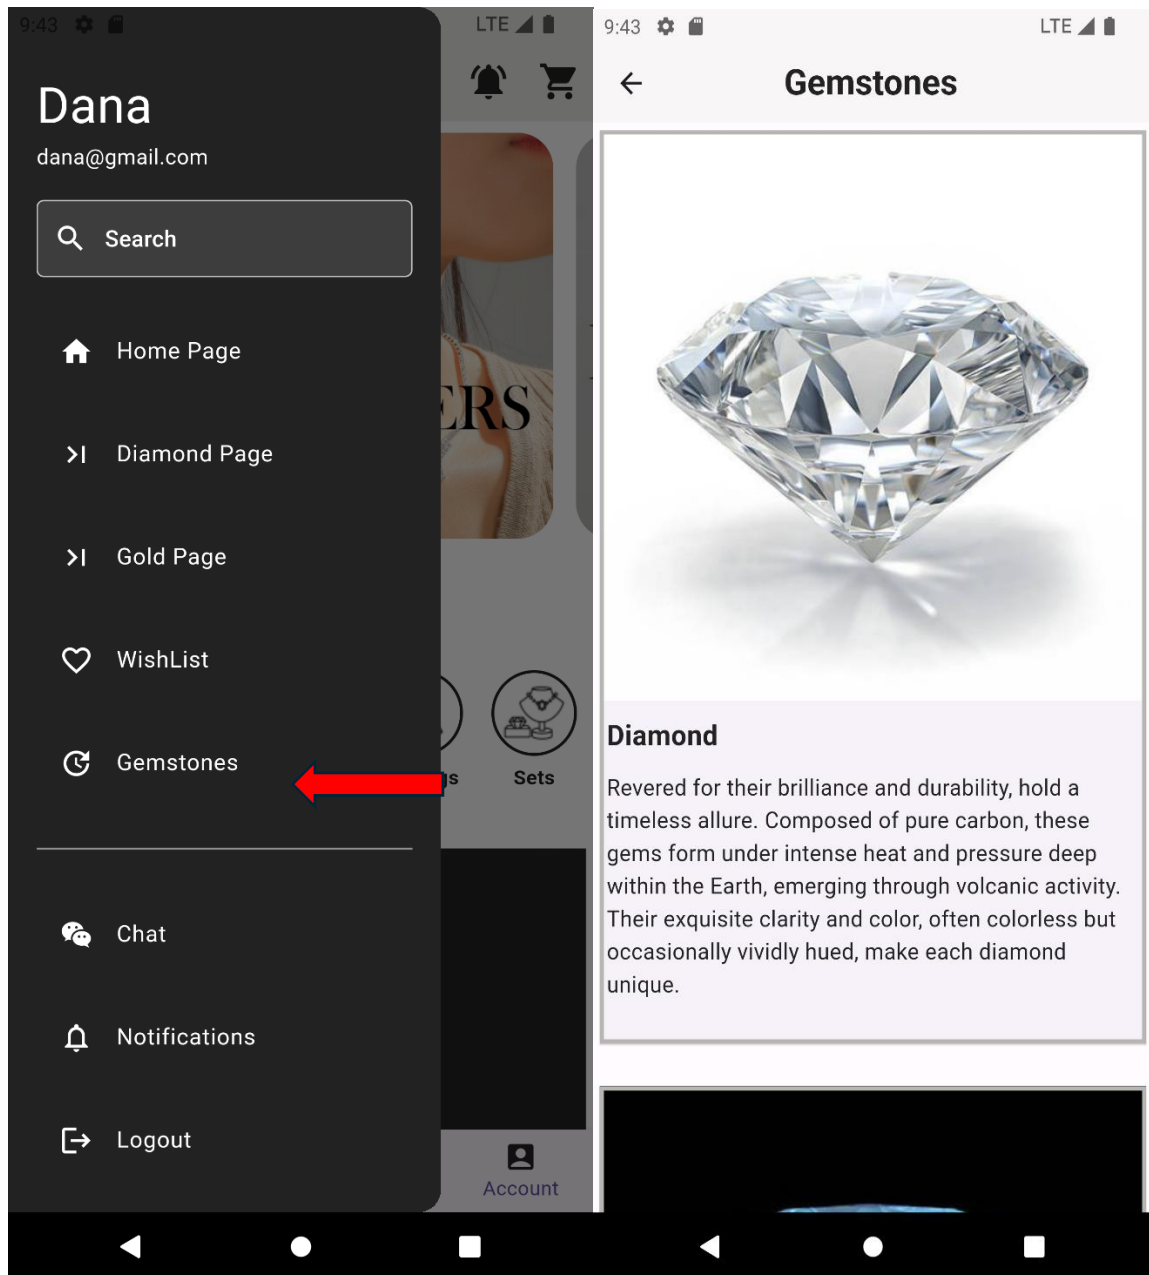 9:43
LTE
Dana
dana@gmail.com
Search
Home Page
ERS
Diamond Page
Gold Page
WishList
Gemstones
gs
Sets
Chat
Notifications
Logout
Account
9:43
LTE
Gemstones
Diamond
Revered for their brilliance and durability, hold a
timeless allure. Composed of pure carbon, these
gems form under intense heat and pressure deep
within the Earth, emerging through volcanic activity.
Their exquisite clarity and color, often colorless but
occasionally vividly hued, make each diamond
unique.